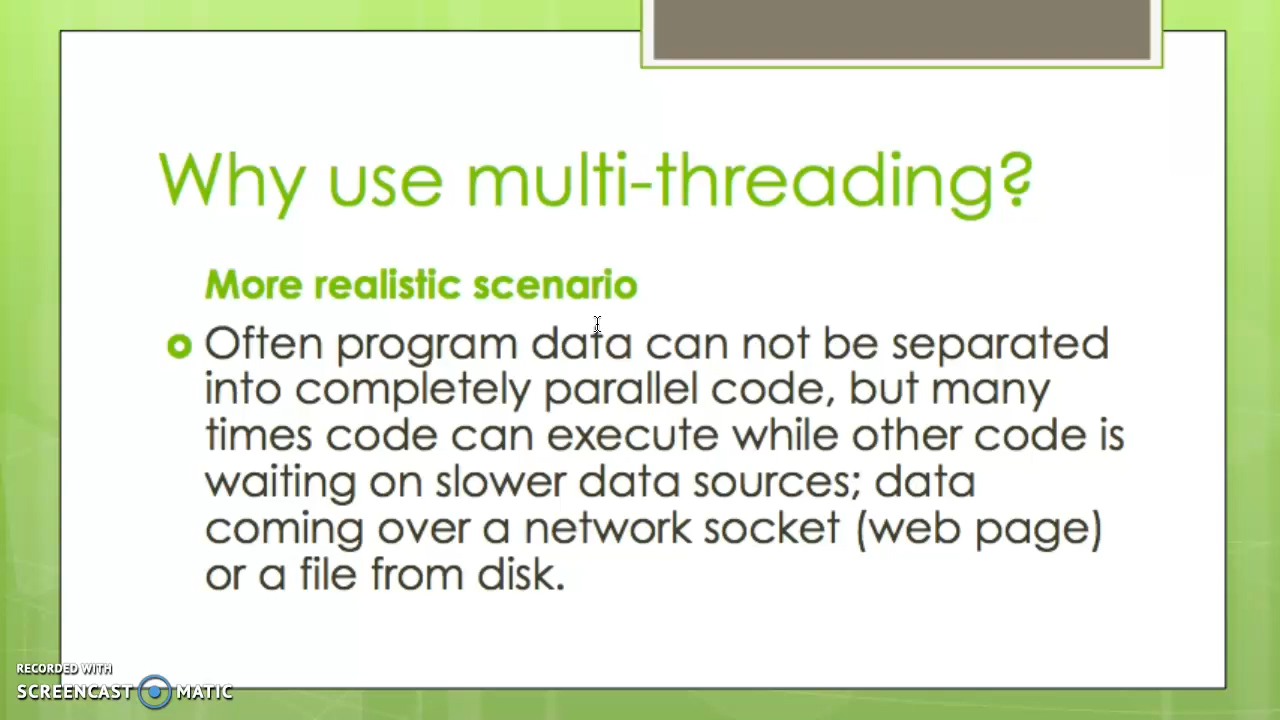 Why use multi-threading?
More realistic scenario
Often program data can not be separated
into completely parallel code, but many
times code can execute while other code is
waiting on slower data sources; data
coming over a network socket (web page)
or a file from disk.
RECORDED WITH
SCREENCAST MATIC